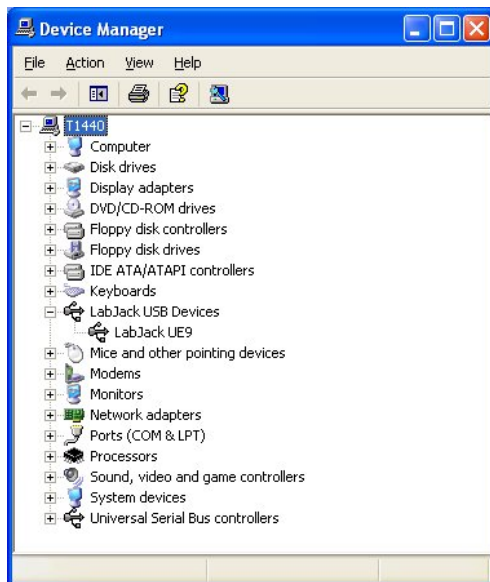 Device Manager
File Action View Help
T1440
Computer
Disk drives
Display adapters
DVD/CD-ROM drives
Floppy disk controllers
Floppy disk drives
IDE ATA/ATAPI controllers
Keyboards
LabJack USB Devices
LabJack UE9
Mice and other pointing devices
Modems
Monitors
Network adapters
Ports (COM & LPT)
Processors
Sound, video and game controllers
System devices
Universal Serial Bus controllers